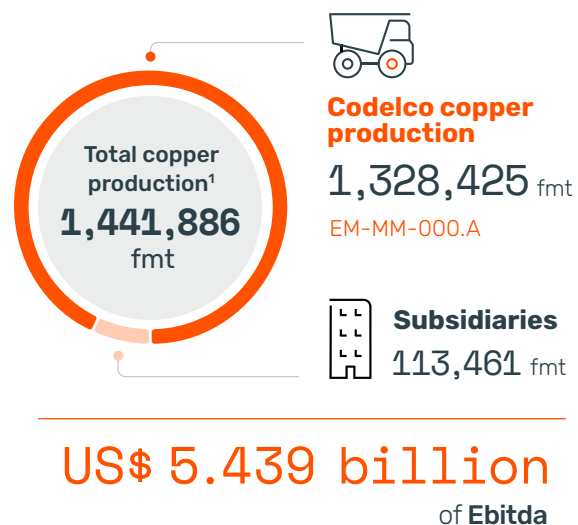 Total copper
production¹
1,441,886
fmt
Codelco copper
production
1,328,425 fmt
EM-MM-000.A
Subsidiaries
113,461 fmt
US$ 5.439 billion
of Ebitda